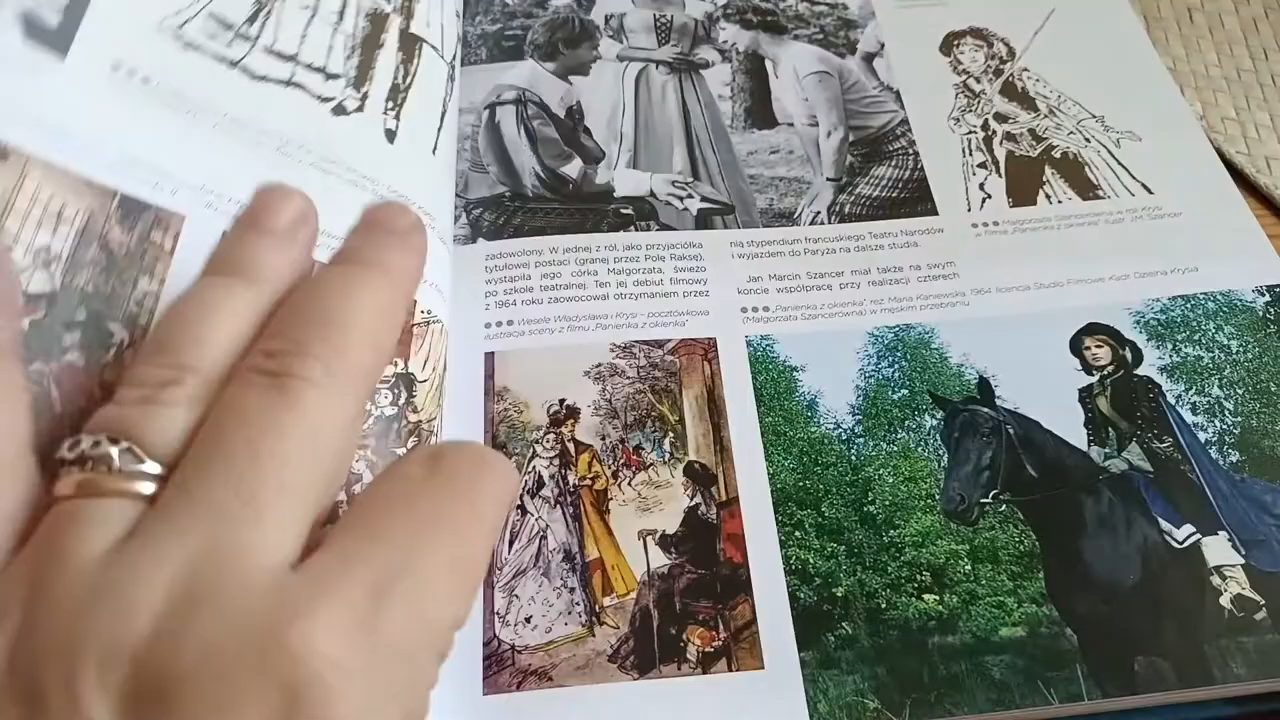 zadowolony. W jednej z ról, jako przyjaciółka
tytułowej postaci (granej przez Polę Raksę),
wystąpiła jego córka Małgorzata, świeżo
po szkole teatralnej. Ten jej debiut filmowy
z 1964 roku zaowocował otrzymaniem przez
Wesele Władysława i Krysi – pocztówkowa
ilustracja sceny z filmu „Panienka z okienka”
nią stypendium francuskiego Teatru Narodów
i wyjazdem do Paryża na dalsze studia.
Jan Marcin Szancer miał także na swym
koncie współpracę przy realizacji czterech
„Panienka z okienka”, reż. Maria Kaniewska, 1964, licencja Studio Filmowe Kadr. Dzielna Krysia
(Małgorzata Szancerówna) w męskim przebraniu
Małgorzata Szancerówna w roli Krysi
w filmie „Panienka z okienka”, ilustr. J.M. Szancer